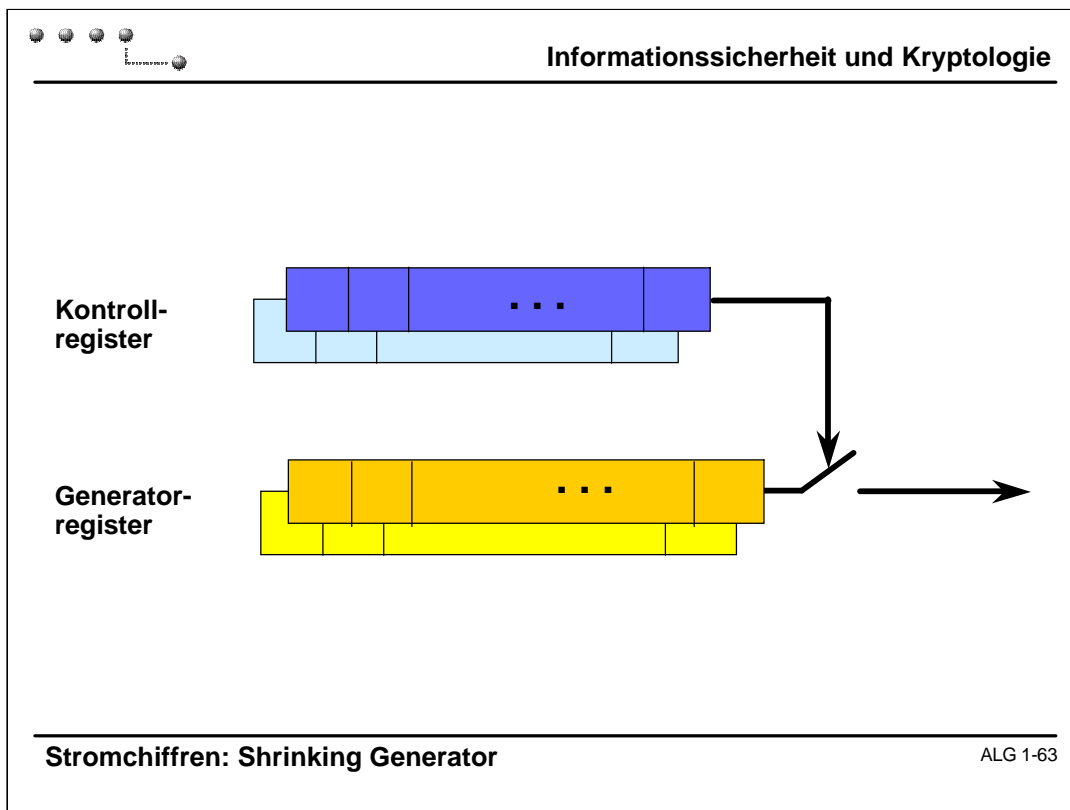 Informationssicherheit und Kryptologie
Kontroll-
register
. . .
Generator-
register
. . .
Stromchiffren: Shrinking Generator
ALG 1-63